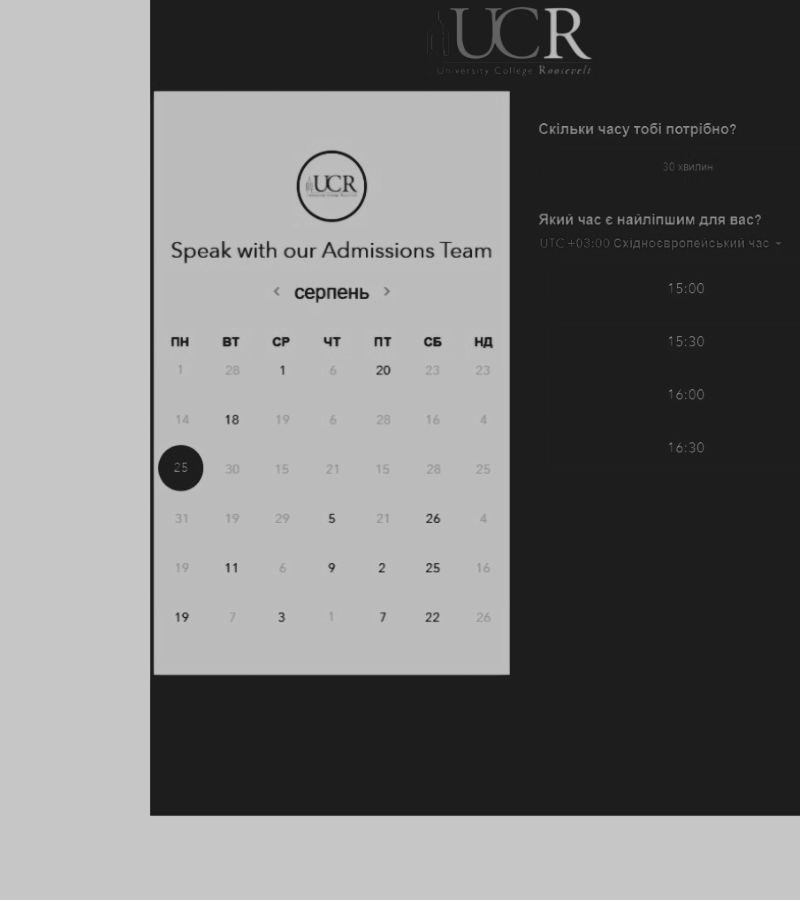 UCR
University College Roosevelt
UCR
Speak with our Admissions Team
серпень
ПН ВТ СР ЧТ ПТ СБ НД
1 28 1 6 20 23 23
14 18 19 6 28 16 4
25 30 15 21 15 28 25
31 19 29 5 21 26 4
19 11 6 9 2 25 16
19 7 3 1 7 22 26
Скільки часу тобі потрібно?
30 хвилин
Який час є найліпшим для вас?
UTC +03:00 Східноєвропейський час
15:00
15:30
16:00
16:30